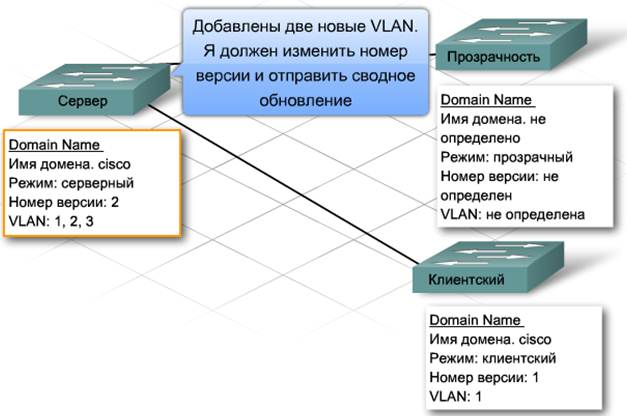 Добавлены две новые VLAN.
Я должен изменить номер
версии и отправить сводное
обновление
Сервер
Прозрачность
Domain Name
Имя домена. cisco
Режим: серверный
Номер версии: 2
VLAN: 1, 2, 3
Domain Name
Имя домена. не
определено
Режим: прозрачный
Номер версии: не
определен
VLAN: не определена
Клиентский
Domain Name
Имя домена. cisco
Режим: клиентский
Номер версии: 1
VLAN: 1